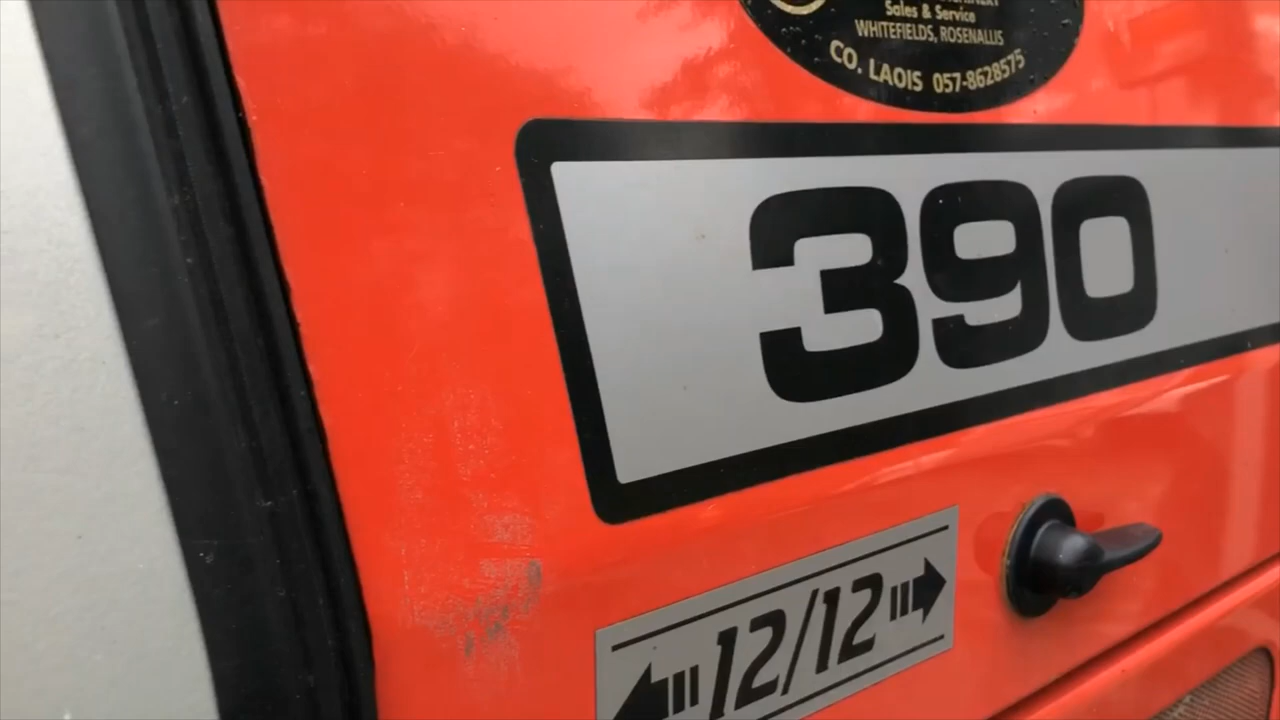 Sales & Service
WHITEFIELDS, ROSENALLIS
CO. LAOIS 057-8628575
390
12/12